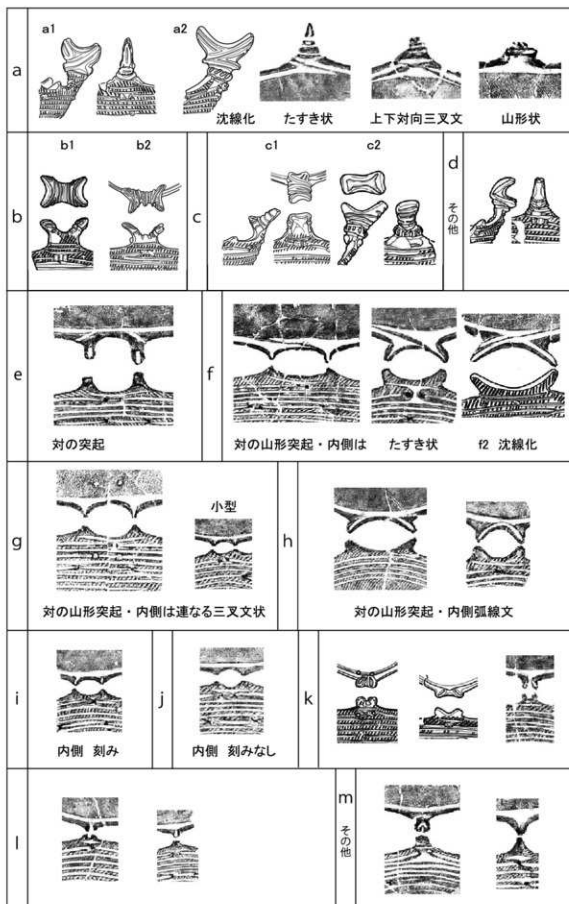 a
a1
a2
沈線化 たすき状 上下対向三叉文 山形状
b
b1
b2
c
c1
c2
d
その他
e
対の突起
f
対の山形突起・内側は たすき状 f2 沈線化
g
小型
対の山形突起・内側は連なる三叉文状
h
対の山形突起・内側弧線文
i
内側 刻み
j
内側 刻みなし
k
l
m
その他